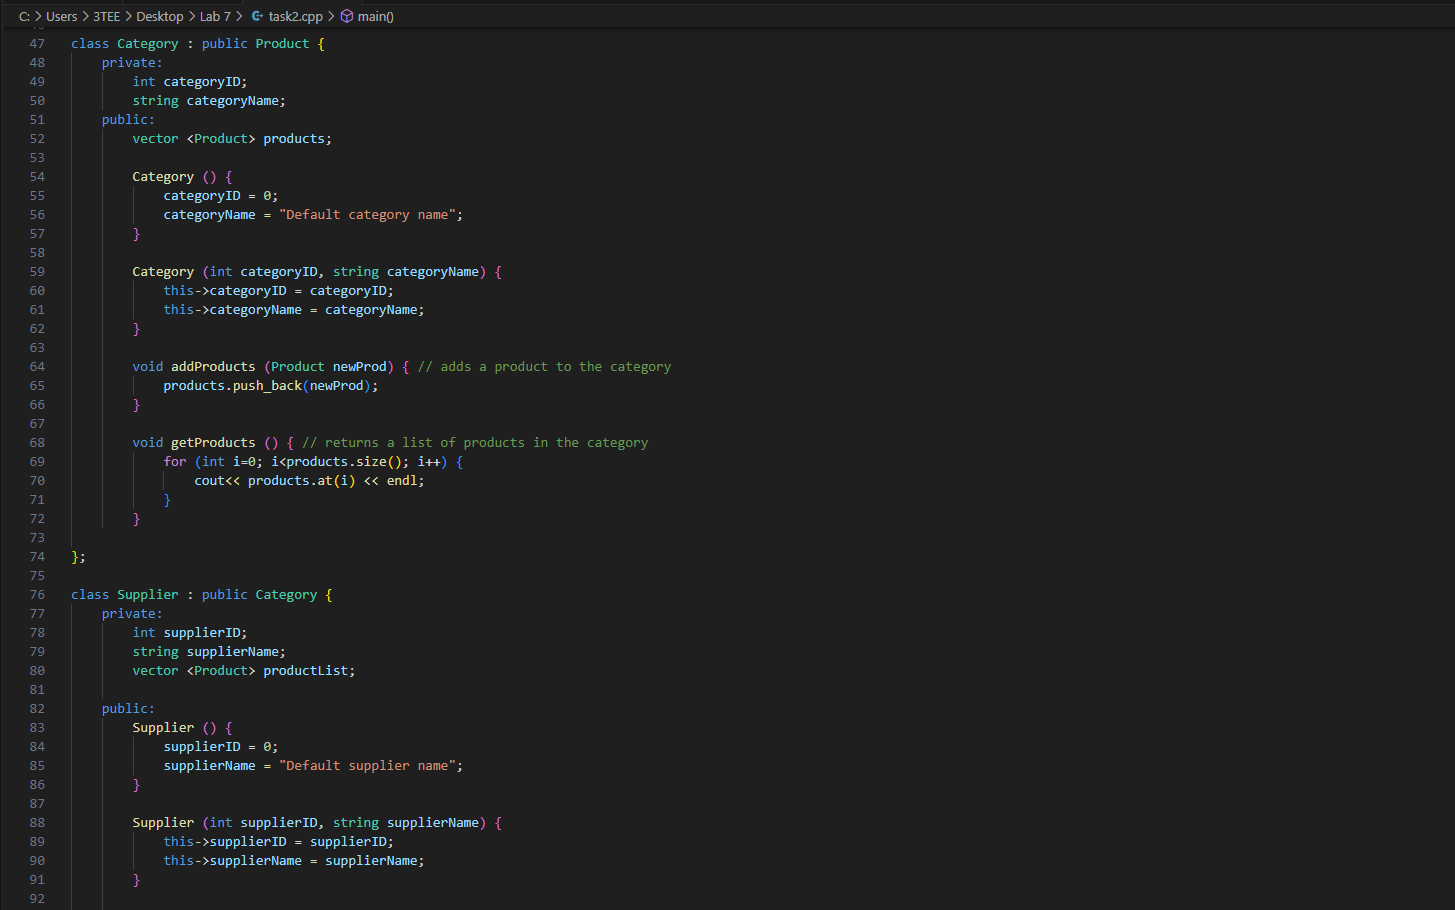 C: > Users > 3TEE > Desktop > Lab 7 > task2.cpp > main()
47 class Category : public Product {
48 private:
49 int categoryID;
50 string categoryName;
51 public:
52 vector <Product> products;
53
54 Category () {
55 categoryID = 0;
56 categoryName = "Default category name";
57 }
58
59 Category (int categoryID, string categoryName) {
60 this->categoryID = categoryID;
61 this->categoryName = categoryName;
62 }
63
64 void addProducts (Product newProd) { // adds a product to the category
65 products.push_back(newProd);
66 }
67
68 void getProducts () { // returns a list of products in the category
69 for (int i=0; i<products.size(); i++) {
70 cout<< products.at(i) << endl;
71 }
72 }
73
74 };
75
76 class Supplier : public Category {
77 private:
78 int supplierID;
79 string supplierName;
80 vector <Product> productList;
81
82 public:
83 Supplier () {
84 supplierID = 0;
85 supplierName = "Default supplier name";
86 }
87
88 Supplier (int supplierID, string supplierName) {
89 this->supplierID = supplierID;
90 this->supplierName = supplierName;
91 }
92